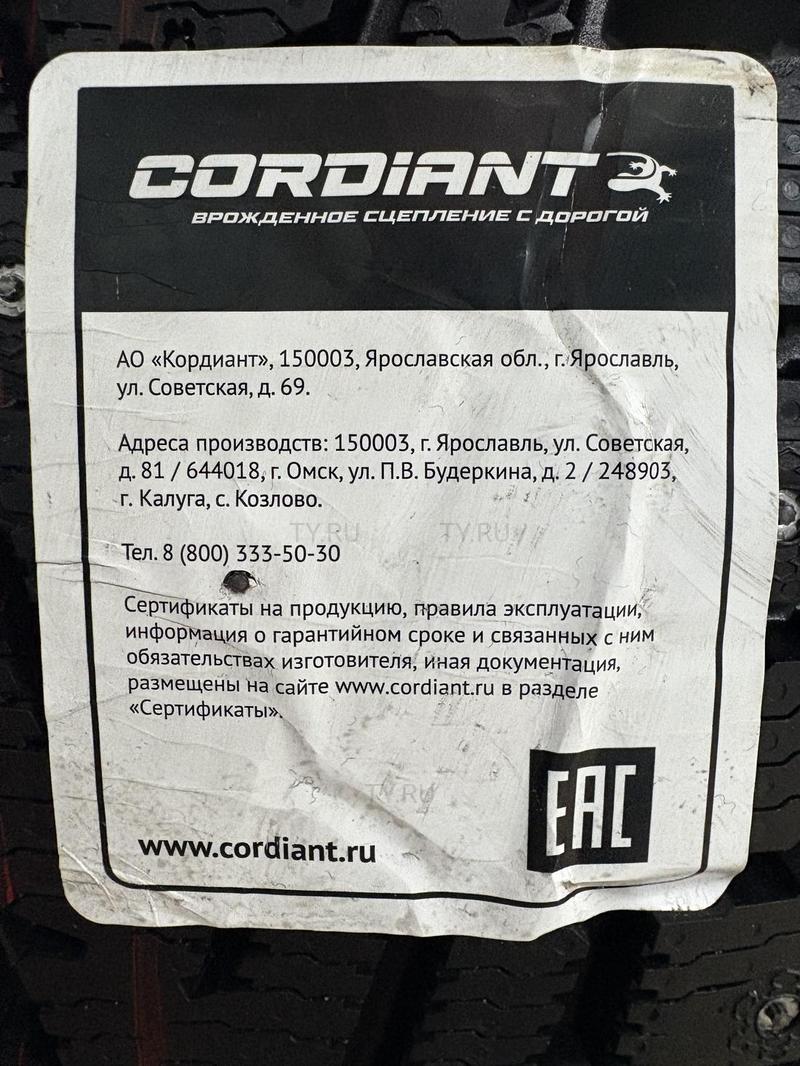 CORDIANT
ВРОЖДЕННОЕ СЦЕПЛЕНИЕ С ДОРОГОЙ
АО «Кордиант», 150003, Ярославская обл., г. Ярославль,
ул. Советская, д. 69.
Адреса производств: 150003, г. Ярославль, ул. Советская,
д. 81 / 644018, г. Омск, ул. П.В. Будеркина, д. 2 / 248903,
г. Калуга, с. Козлово.
TY.RU TY.RU
Тел. 8 (800) 333-50-30
Сертификаты на продукцию, правила эксплуатации,
информация о гарантийном сроке и связанных с ним
обязательствах изготовителя, иная документация,
размещены на сайте www.cordiant.ru в разделе
«Сертификаты».
TY.RU
EAC
www.cordiant.ru